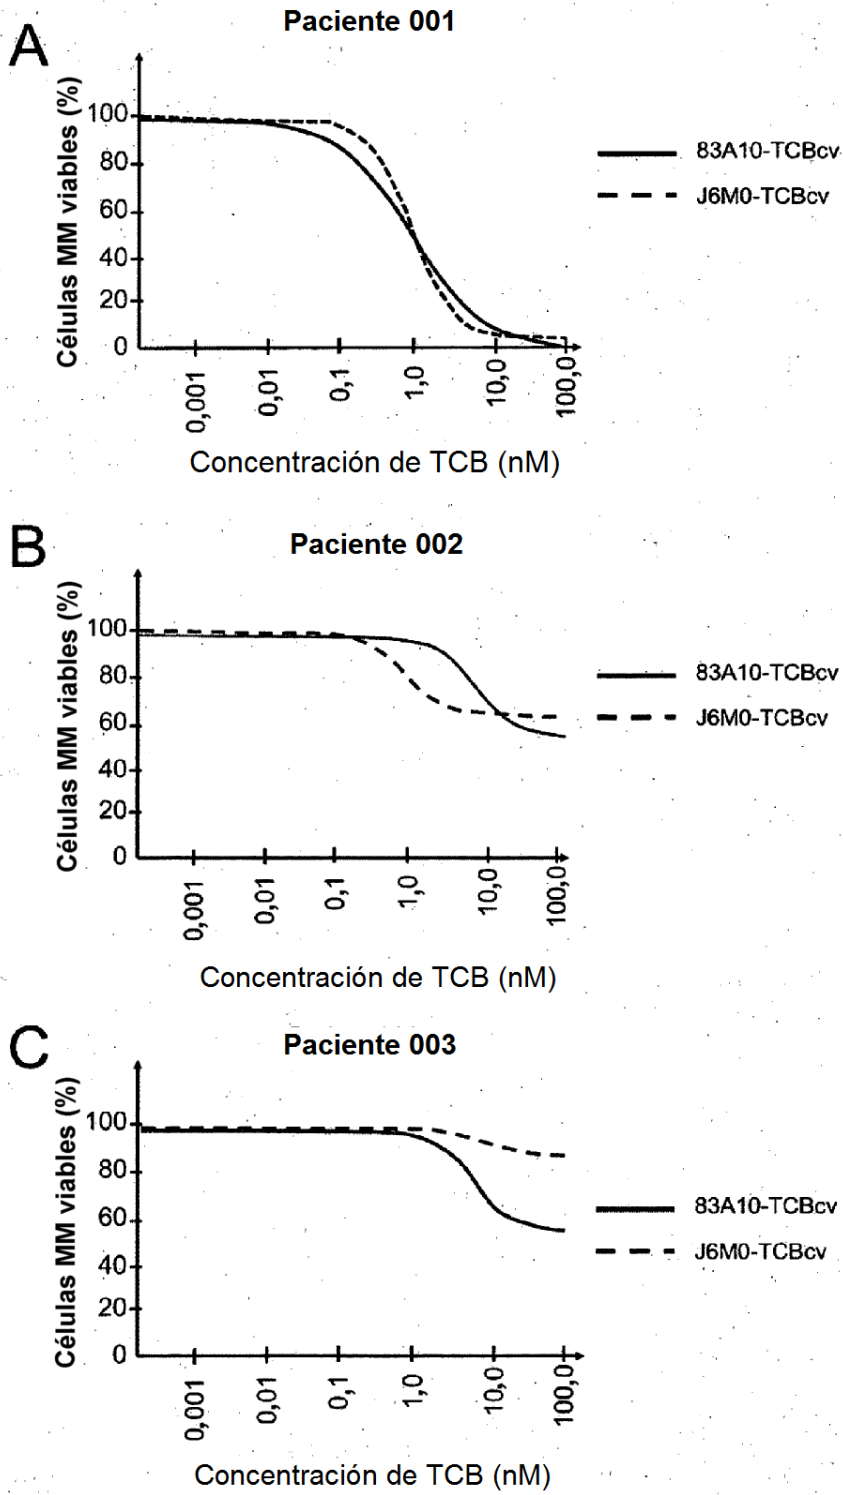 A
Paciente 001
Células MM viables (%)
100
80
60
40
20
0
0,001
0,01
0,1
1,0
10,0
100,0
Concentración de TCB (nM)
83A10-TCBcv
J6M0-TCBcv
B
Paciente 002
Células MM viables (%)
100
80
60
40
20
0
0,001
0,01
0,1
1,0
10,0
100,0
Concentración de TCB (nM)
83A10-TCBcv
J6M0-TCBcv
C
Paciente 003
Células MM viables (%)
100
80
60
40
20
0
0,001
0,01
0,1
1,0
10,0
100,0
Concentración de TCB (nM)
83A10-TCBcv
J6M0-TCBcv